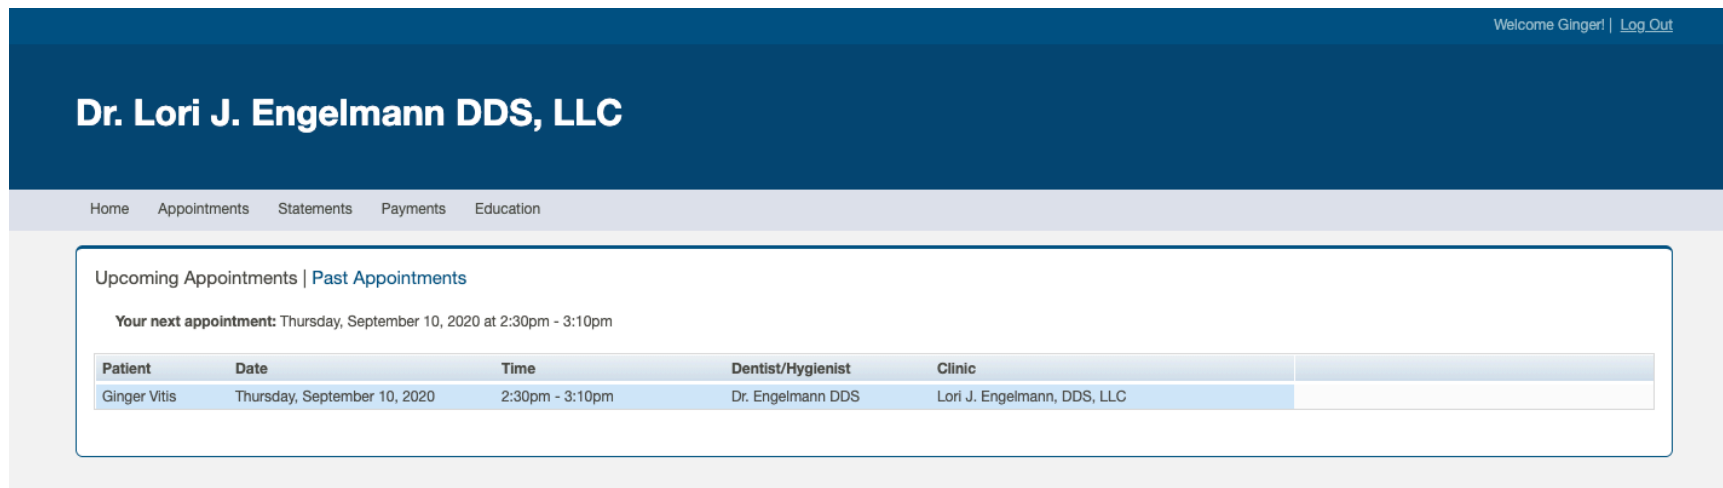 Welcome Ginger! | Log Out
Dr. Lori J. Engelmann DDS, LLC
Home Appointments Statements Payments Education
Upcoming Appointments | Past Appointments
Your next appointment: Thursday, September 10, 2020 at 2:30pm - 3:10pm
Patient Date Time Dentist/Hygienist Clinic
Ginger Vitis Thursday, September 10, 2020 2:30pm - 3:10pm Dr. Engelmann DDS Lori J. Engelmann, DDS, LLC